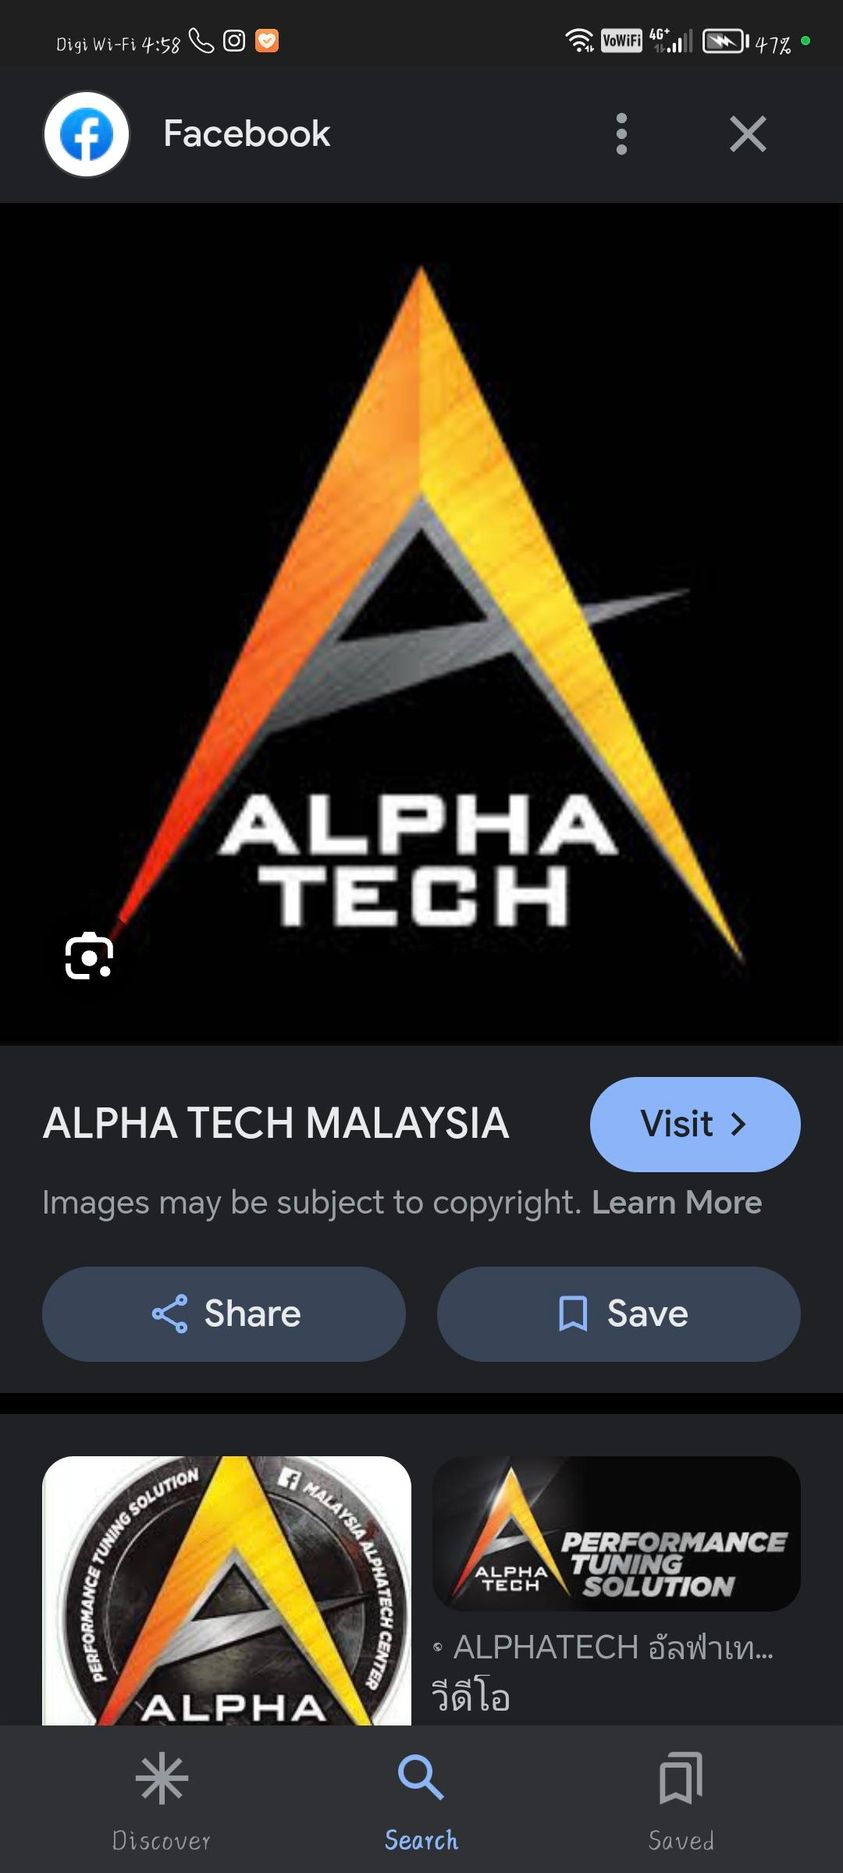 Digi Wi-Fi 4:58
VoWiFi
4G+
47%
Facebook
ALPHA
TECH
ALPHA TECH MALAYSIA
Visit
Images may be subject to copyright. Learn More
Share
Save
PERFORMANCE TUNING SOLUTION
MALAYSIA ALPHATECH CENTER
ALPHA
ALPHA
TECH
PERFORMANCE
TUNING
SOLUTION
ALPHATECH อัลฟ่าเท...
วีดีโอ
Discover
Search
Saved